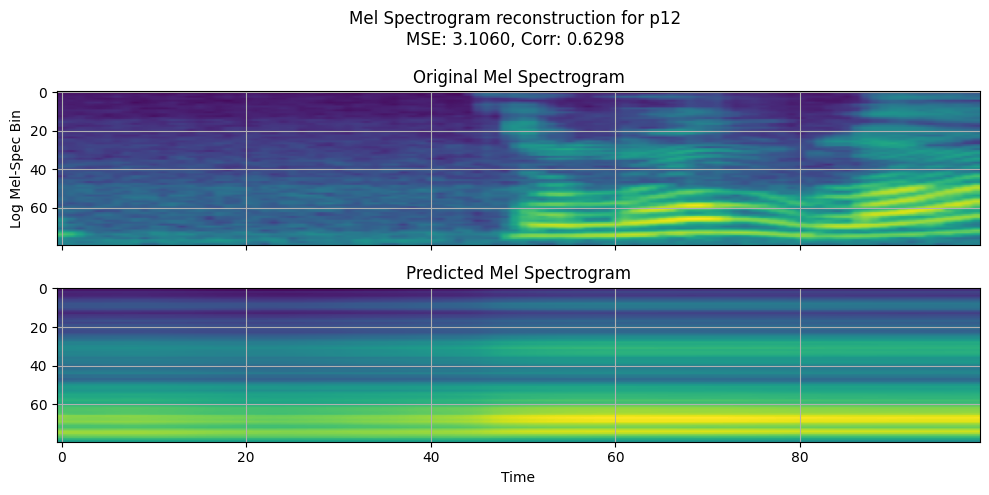 Mel Spectrogram reconstruction for p12
MSE: 3.1060, Corr: 0.6298
Original Mel Spectrogram
0
20
40
60
Log Mel-Spec Bin
Predicted Mel Spectrogram
0
20
40
60
0 20 40 60 80
Time